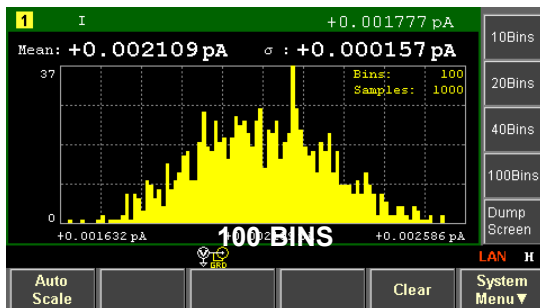 1 I +0.001777 pA
Mean: +0.002109 pA σ : +0.000157 pA
37
Bins: 100
Samples: 1000
0
+0.001632 pA
+0.002586 pA
100 BINS
GRD
LAN H
10Bins
20Bins
40Bins
100Bins
Dump
Screen
Auto
Scale
Clear
System
Menu▼